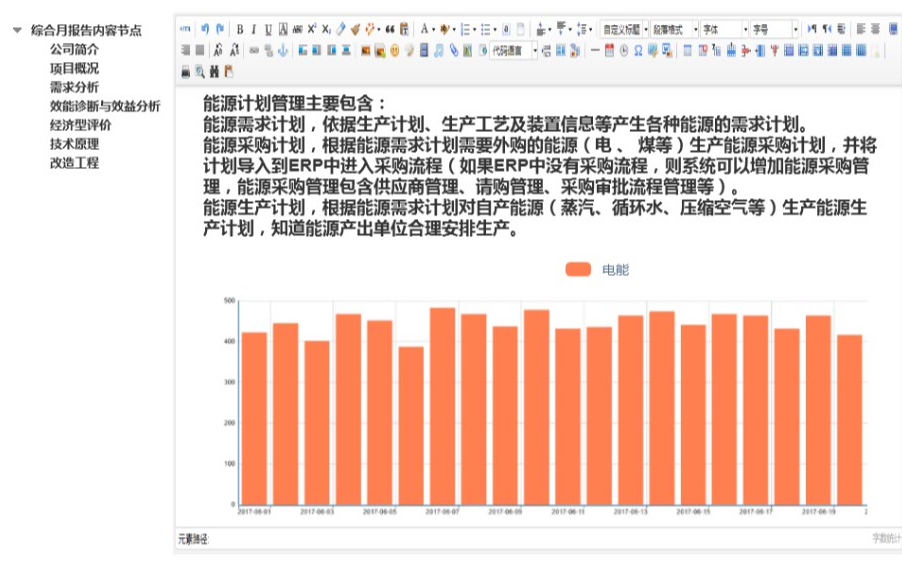 综合月报告内容节点
公司简介
项目概况
需求分析
效能诊断与效益分析
经济型评价
技术原理
改造工程
自定义标题 段落格式 字体 字号
代码语言
能源计划管理主要包含：
能源需求计划，依据生产计划、生产工艺及装置信息等产生各种能源的需求计划。
能源采购计划，根据能源需求计划需要外购的能源（电 、 煤等）生产能源采购计划，并将
计划导入到ERP中进入采购流程（如果ERP中没有采购流程，则系统可以增加能源采购管
理，能源采购管理包含供应商管理、请购管理、采购审批流程管理等）。
能源生产计划，根据能源需求计划对自产能源（蒸汽、循环水、压缩空气等）生产能源生
产计划，知道能源产出单位合理安排生产。
电能
500
400
300
200
100
0
2017-06-01 2017-06-03 2017-06-05 2017-06-07 2017-06-09 2017-06-11 2017-06-13 2017-06-15 2017-06-17 2017-06-19 2
元素路径: 字数统计